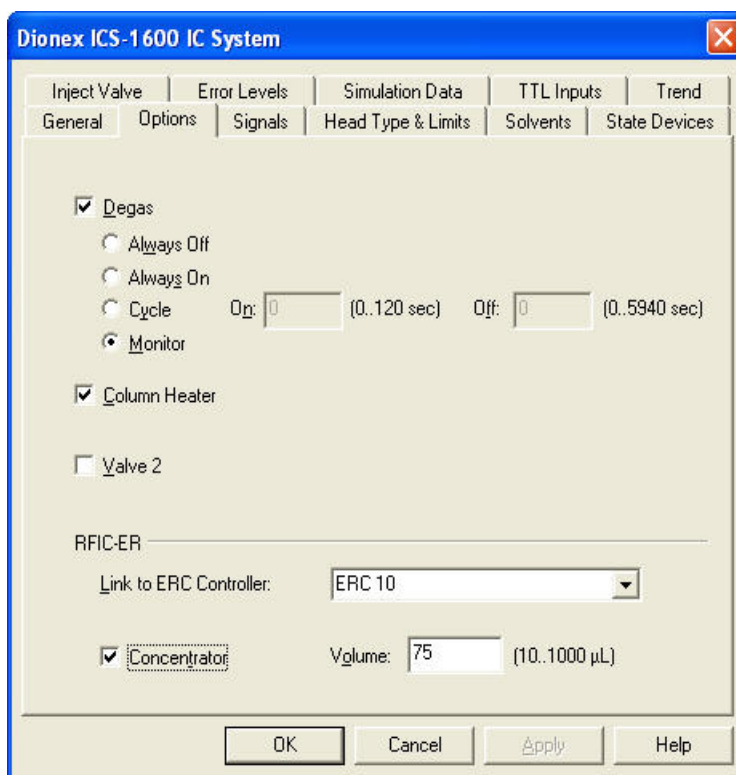 Dionex ICS-1600 IC System
Inject Valve Error Levels Simulation Data TTL Inputs Trend
General Options Signals Head Type & Limits Solvents State Devices
Degas
Always Off
Always On
Cycle On: 0 (0..120 sec) Off: 0 (0..5940 sec)
Monitor
Column Heater
Valve 2
RFIC-ER
Link to ERC Controller: ERC 10
Concentrator Volume: 75 (10..1000 µL)
OK Cancel Apply Help